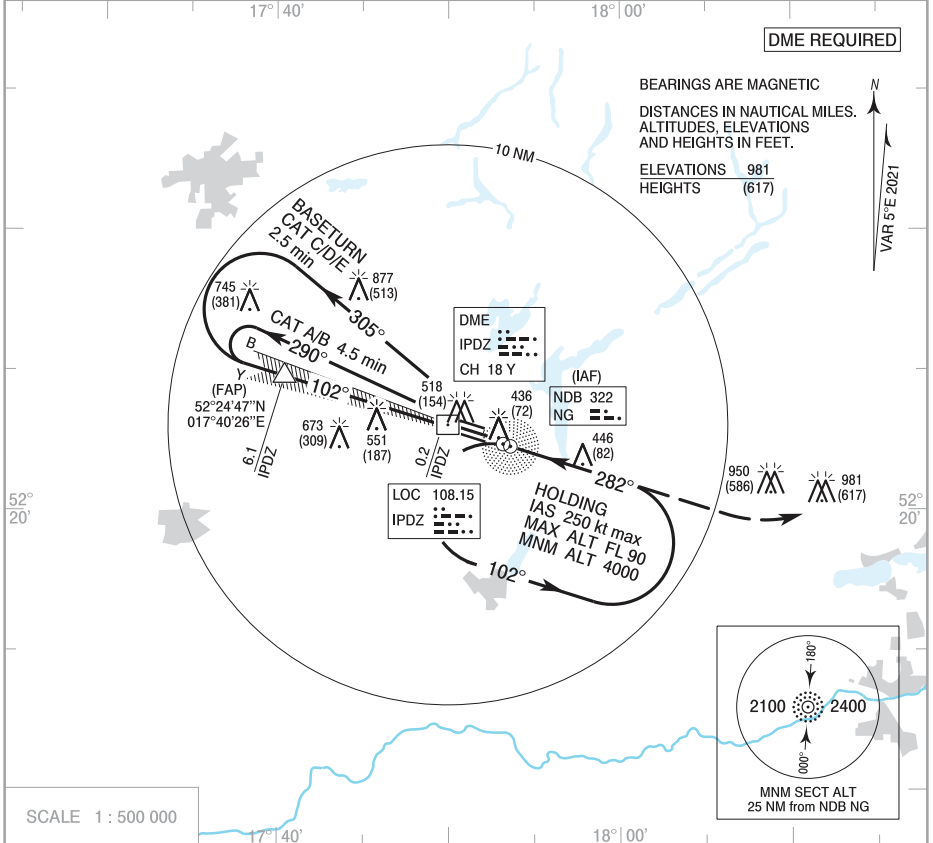 17°40'
18°00'
DME REQUIRED
BEARINGS ARE MAGNETIC
DISTANCES IN NAUTICAL MILES.
ALTITUDES, ELEVATIONS
AND HEIGHTS IN FEET.
ELEVATIONS 981
HEIGHTS (617)
N
VAR 5°E 2021
10 NM
BASETURN
CAT C/D/E
2.5 min
305°
877
(513)
745
(381)
CAT A/B 4.5 min
290°
B
Y
102°
(FAP)
52°24'47"N
017°40'26"E
6.1
IPDZ
673
(309)
551
(187)
518
(154)
DME
IPDZ
CH 18 Y
436
(72)
(IAF)
NDB 322
NG
446
(82)
0.2
IPDZ
LOC 108.15
IPDZ
282°
HOLDING
IAS 250 kt max
MAX ALT FL 90
MNM ALT 4000
102°
950
(586)
981
(617)
52°
20'
52°
20'
180°
2100
2400
000°
MNM SECT ALT
25 NM from NDB NG
SCALE 1 : 500 000
17°40'
18°00'